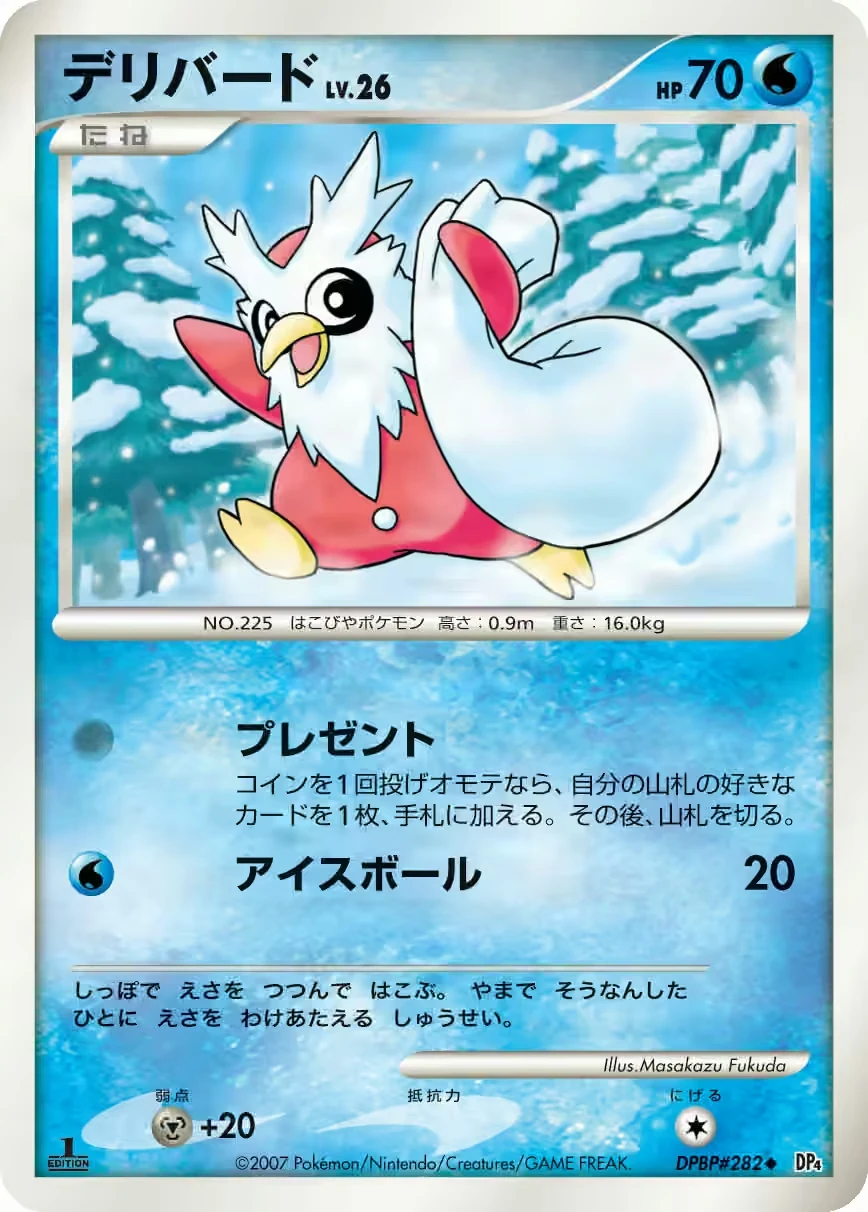 デリバード LV.26 HP 70
たね
NO.225 はこびやポケモン 高さ:0.9m 重さ:16.0kg
プレゼント
コインを1回投げオモテなら、自分の山札の好きな
カードを1枚、手札に加える。その後、山札を切る。
アイスボール 20
しっぽで えさを つつんで はこぶ。 やまで そうなんした
ひとに えさを わけあたえる しゅうせい。
Illus.Masakazu Fukuda
弱点 抵抗力 にげる
+20
1 EDITION ©2007 Pokémon/Nintendo/Creatures/GAME FREAK. DPBP#282◆ DP4